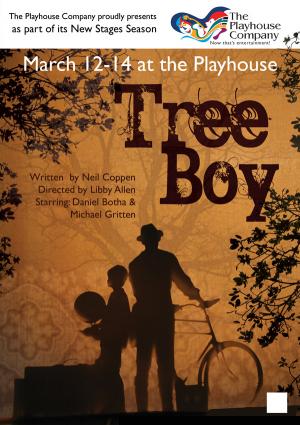 The Playhouse Company proudly presents
as part of its New Stages Season
The
Playhouse
Company
Now that's entertainment!
March 12-14 at the Playhouse
Tree
Boy
Written by Neil Coppen
Directed by Libby Allen
Starring: Daniel Botha &
Michael Gritten